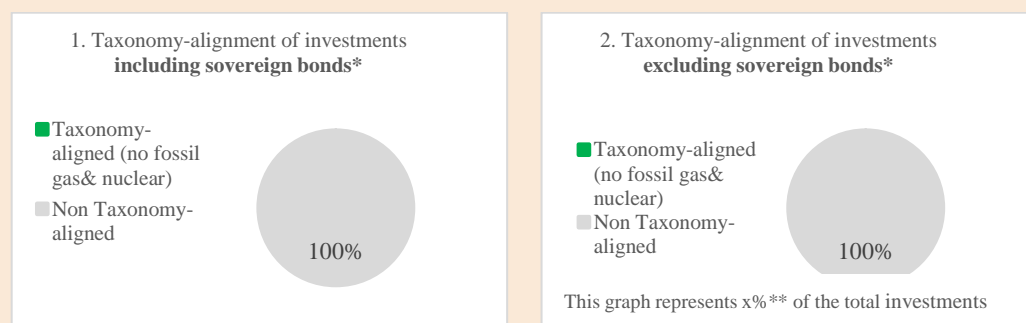 1. Taxonomy-alignment of investments
including sovereign bonds*
Taxonomy-
aligned (no fossil
gas& nuclear)
Non Taxonomy-
aligned
100%
2. Taxonomy-alignment of investments
excluding sovereign bonds*
Taxonomy-aligned
(no fossil gas&
nuclear)
Non Taxonomy-
aligned
100%
This graph represents x%** of the total investments